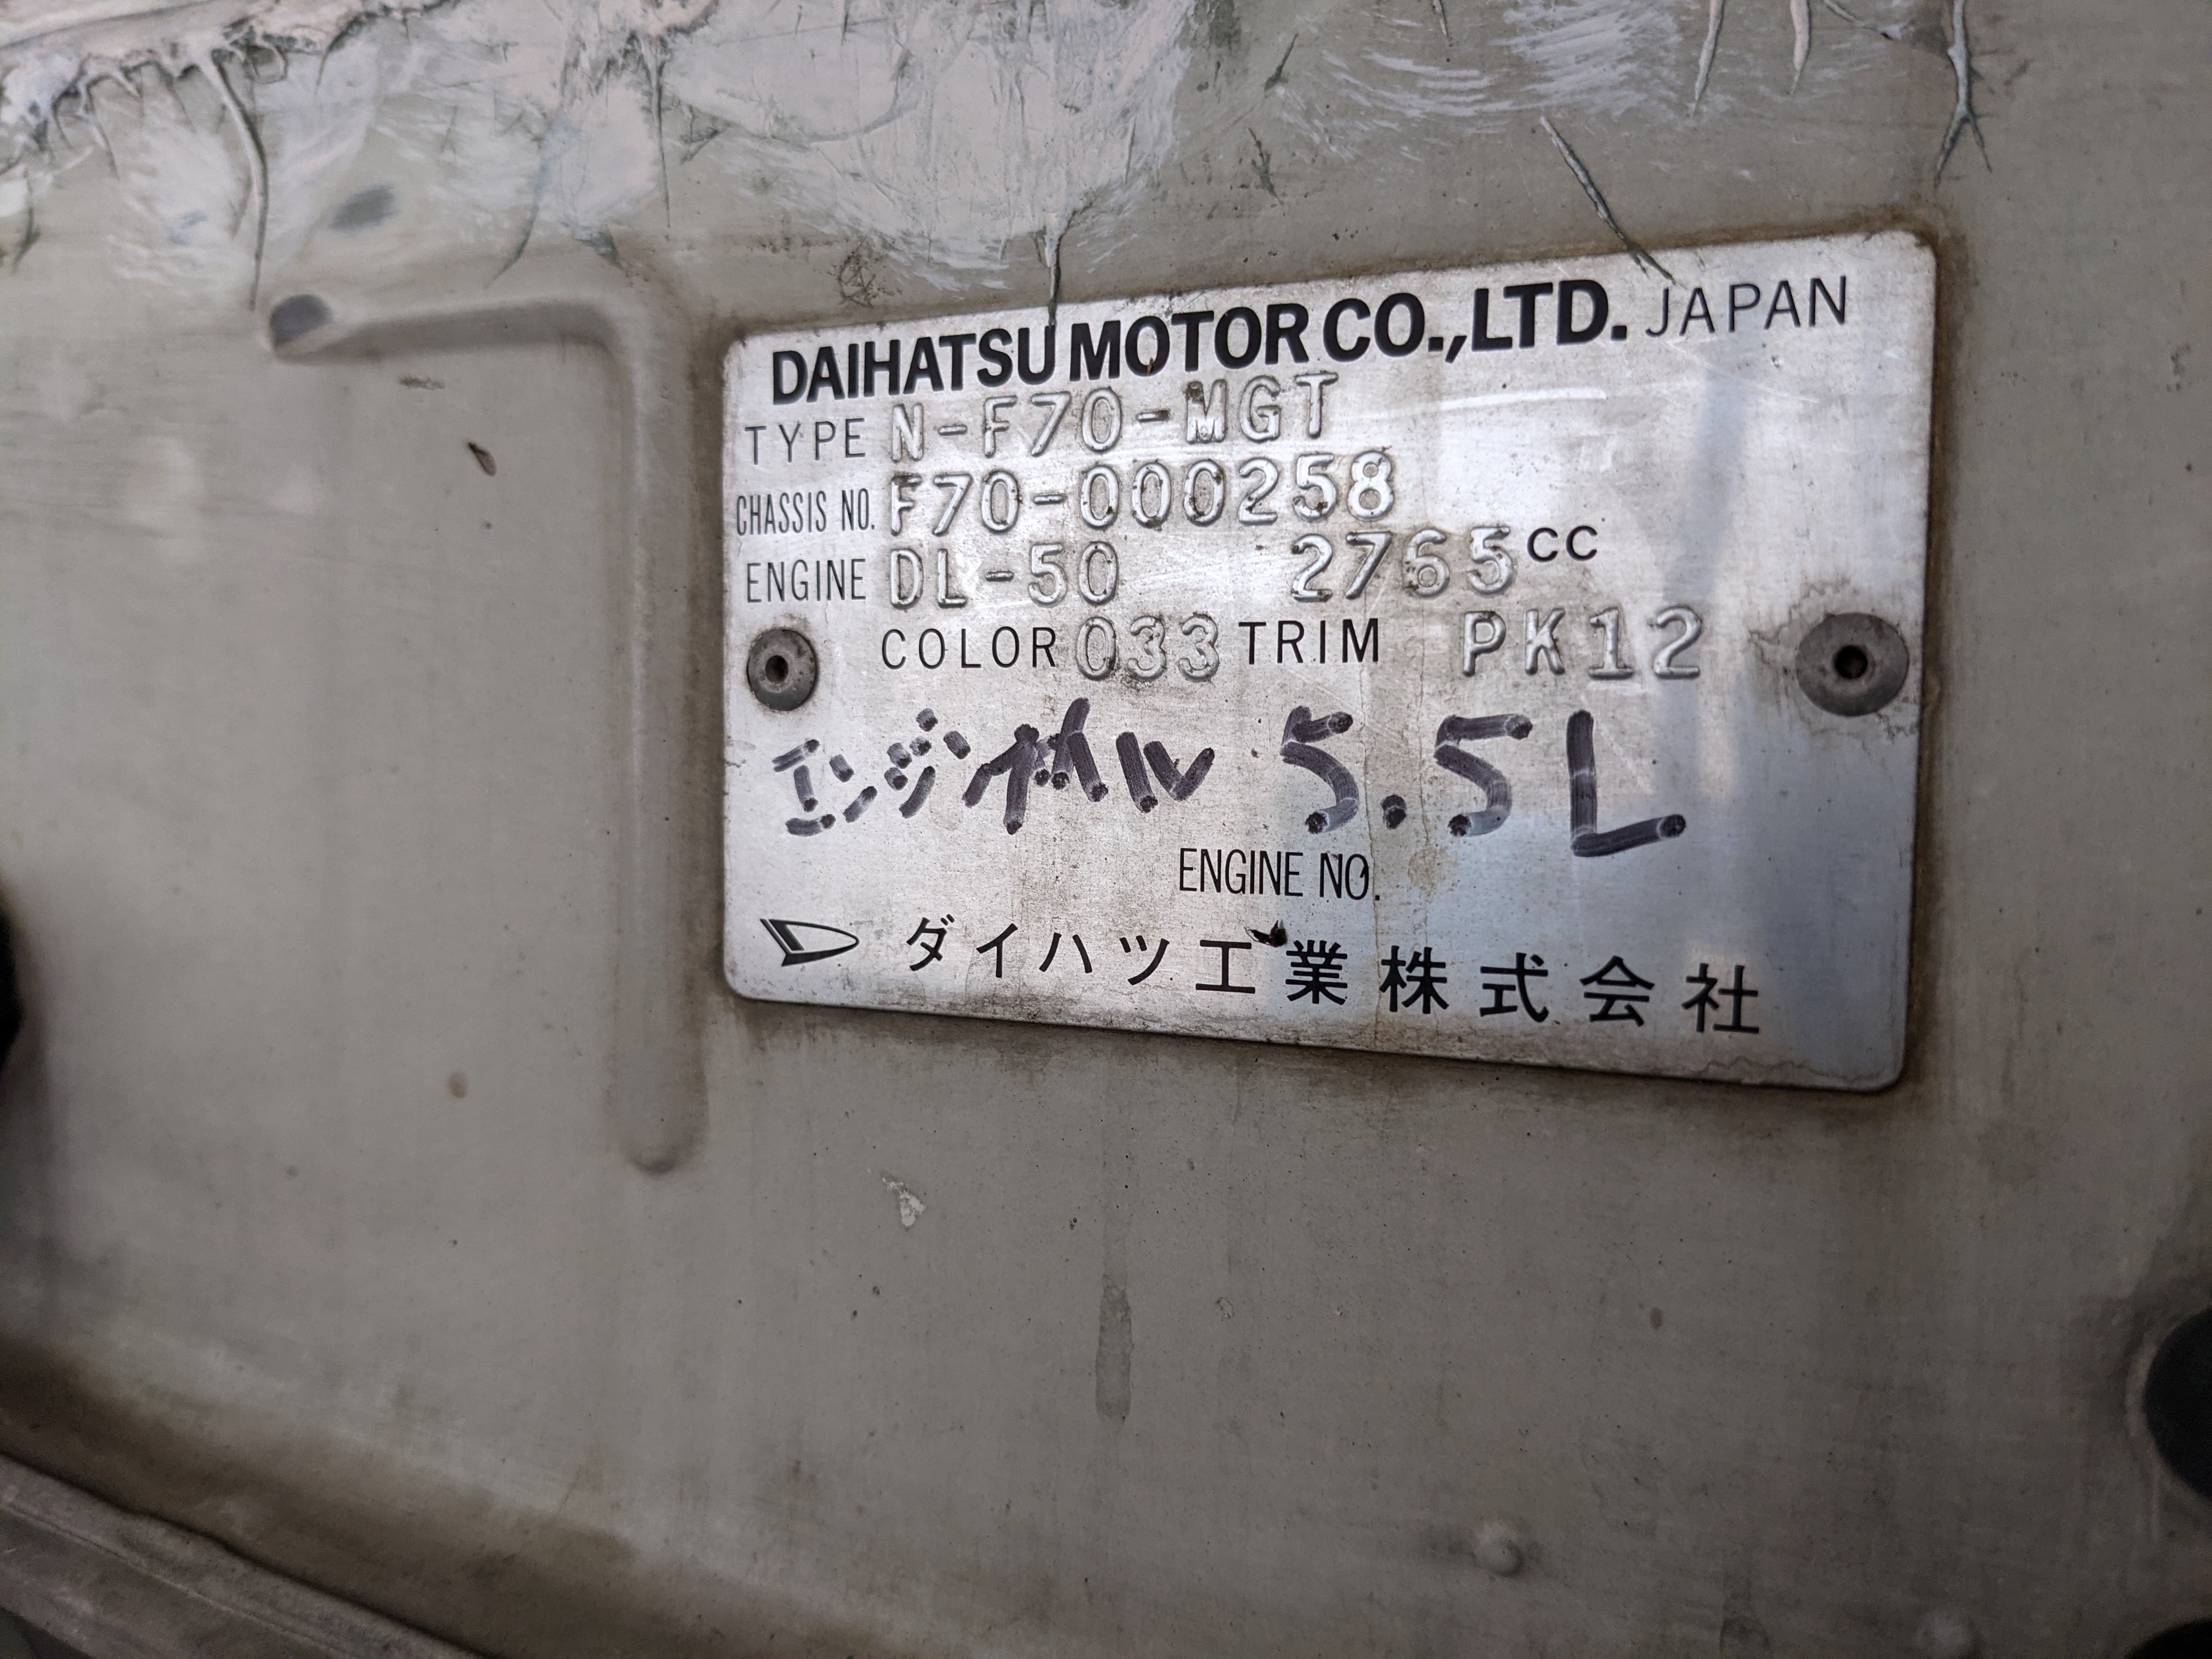 DAIHATSU MOTOR CO.,LTD. JAPAN
TYPE N-F70-MGT
CHASSIS NO. F70-000258
ENGINE DL-50 2765 CC
COLOR 033 TRIM PK12
エンジンオイル 5.5L
ENGINE NO.
ダイハツ工業株式会社